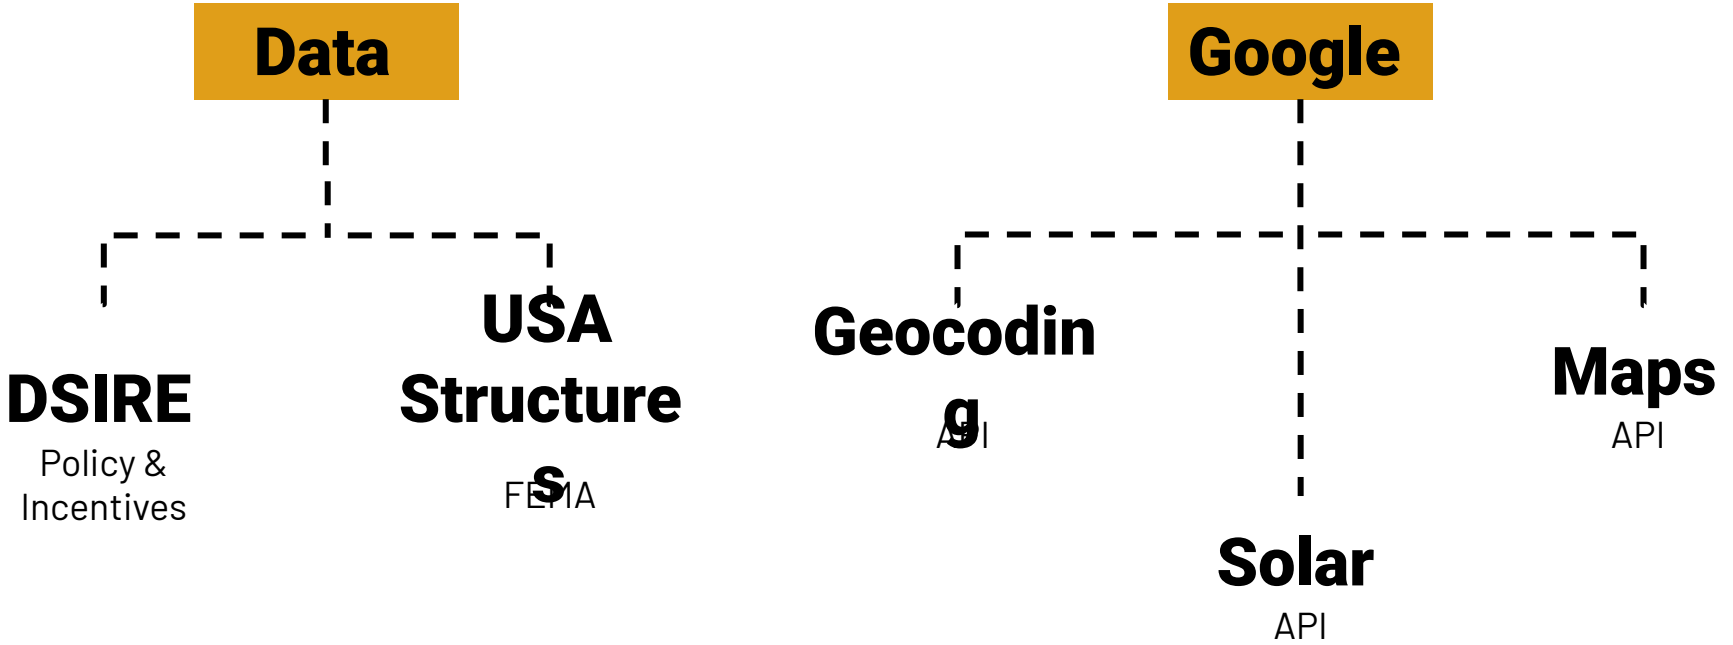 Data
DSIRE
Policy &
Incentives
USA
Structure
s
FEMA
Google
Geocodin
g
API
Solar
API
Maps
API